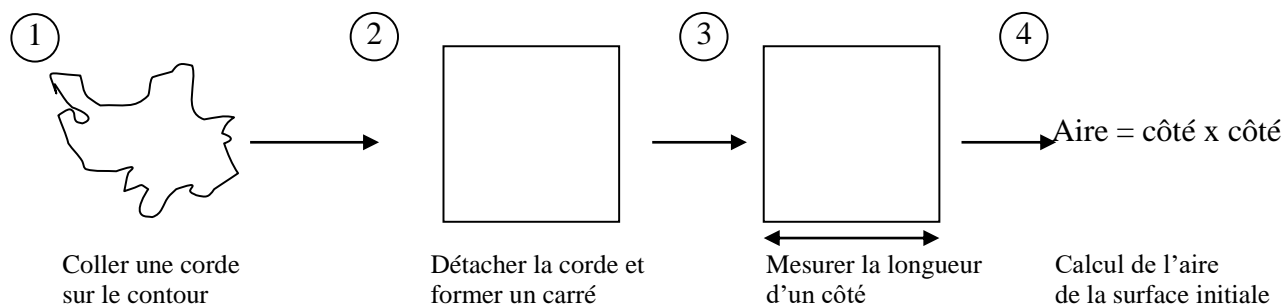 1
2
3
4
Aire = côté x côté
Coller une corde
sur le contour
Détacher la corde et
former un carré
Mesurer la longueur
d’un côté
Calcul de l’aire
de la surface initiale